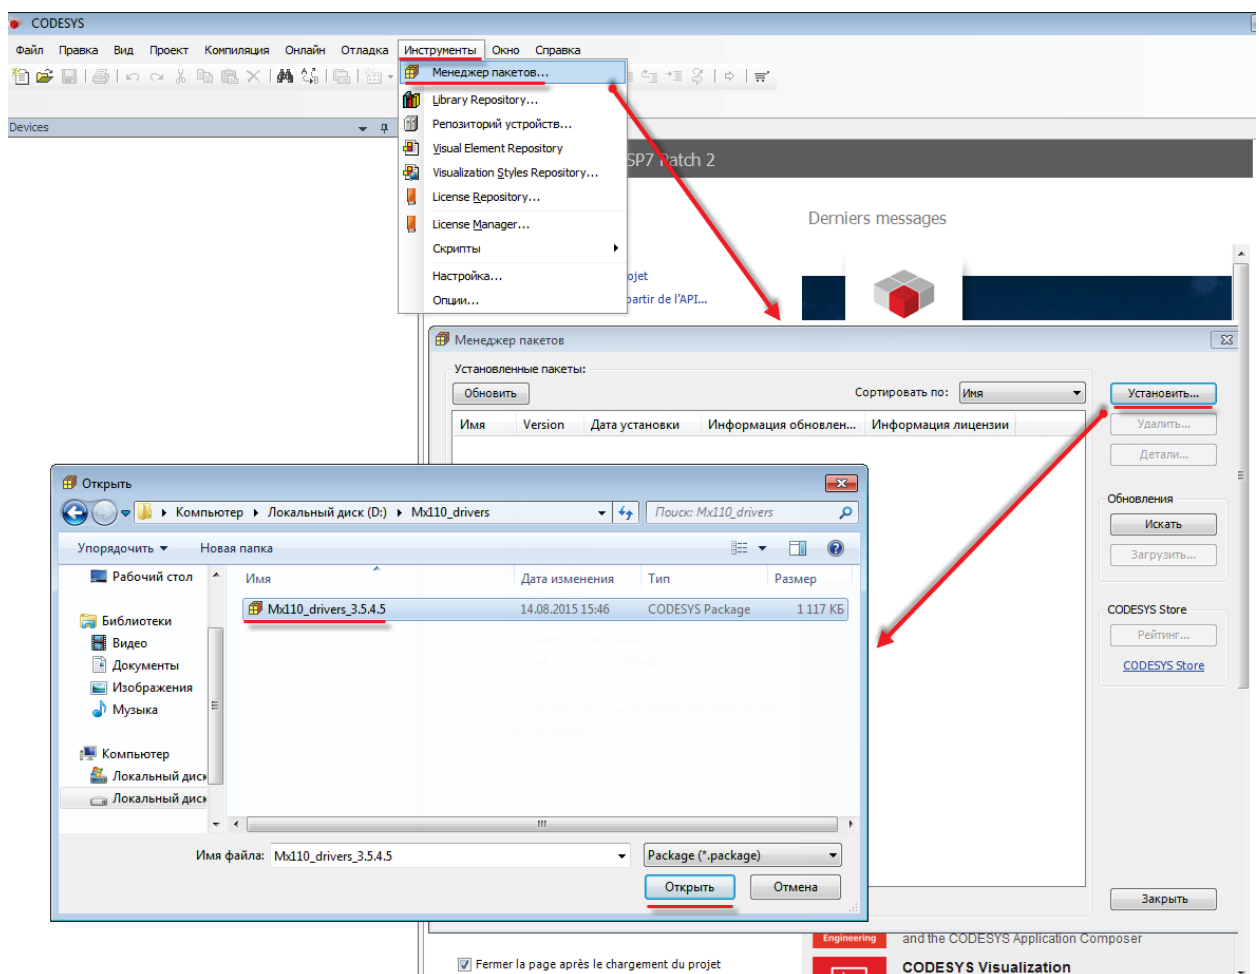 CODESYS
Файл Правка Вид Проект Компиляция Онлайн Отладка Инструменты Окно Справка
Менеджер пакетов...
Library Repository...
Devices
Репозиторий устройств...
Visual Element Repository
SP7 Patch 2
Visualization Styles Repository...
License Repository...
Derniers messages
License Manager...
Скрипты
Настройка...
ojet
Опции...
partir de l'API...
Менеджер пакетов
Установленные пакеты:
Обновить
Сортировать по: Имя
Установить...
Имя Version Дата установки Информация обновлен... Информация лицензии
Удалить...
Детали...
Обновления
Искать
Загрузить...
CODESYS Store
Рейтинг...
CODESYS Store
Закрыть
Открыть
Компьютер Локальный диск (D:) Mx110_drivers
Поиск: Mx110_drivers
Упорядочить Новая папка
Рабочий стол
Имя Дата изменения Тип Размер
Mx110_drivers_3.5.4.5 14.08.2015 15:46 CODESYS Package 1 117 КБ
Библиотеки
Видео
Документы
Изображения
Музыка
Компьютер
Локальный диск
Локальный диск
Имя файла: Mx110_drivers_3.5.4.5
Package (*.package)
Открыть Отмена
Engineering and the CODESYS Application Composer
Fermer la page après le chargement du projet
CODESYS Visualization